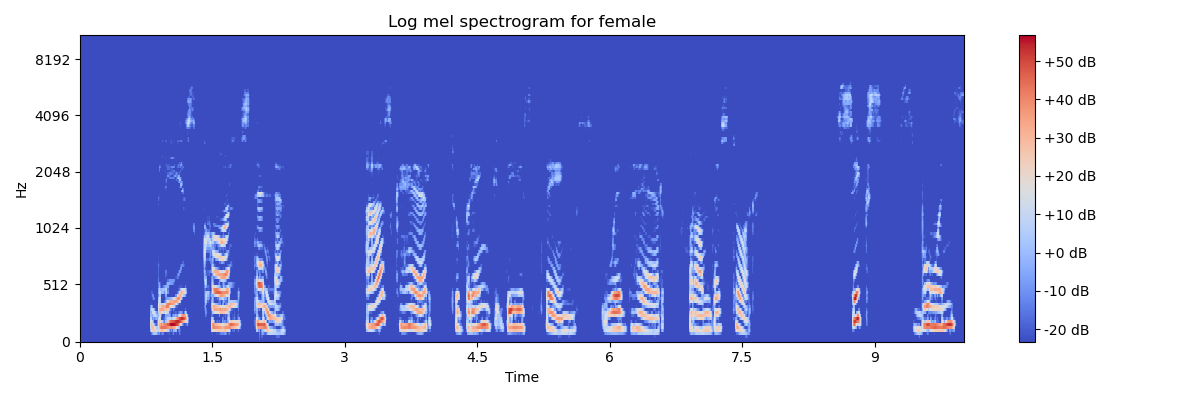 Log mel spectrogram for female
8192
4096
2048
1024
512
0
Hz
0 1.5 3 4.5 6 7.5 9
Time
+50 dB
+40 dB
+30 dB
+20 dB
+10 dB
+0 dB
-10 dB
-20 dB